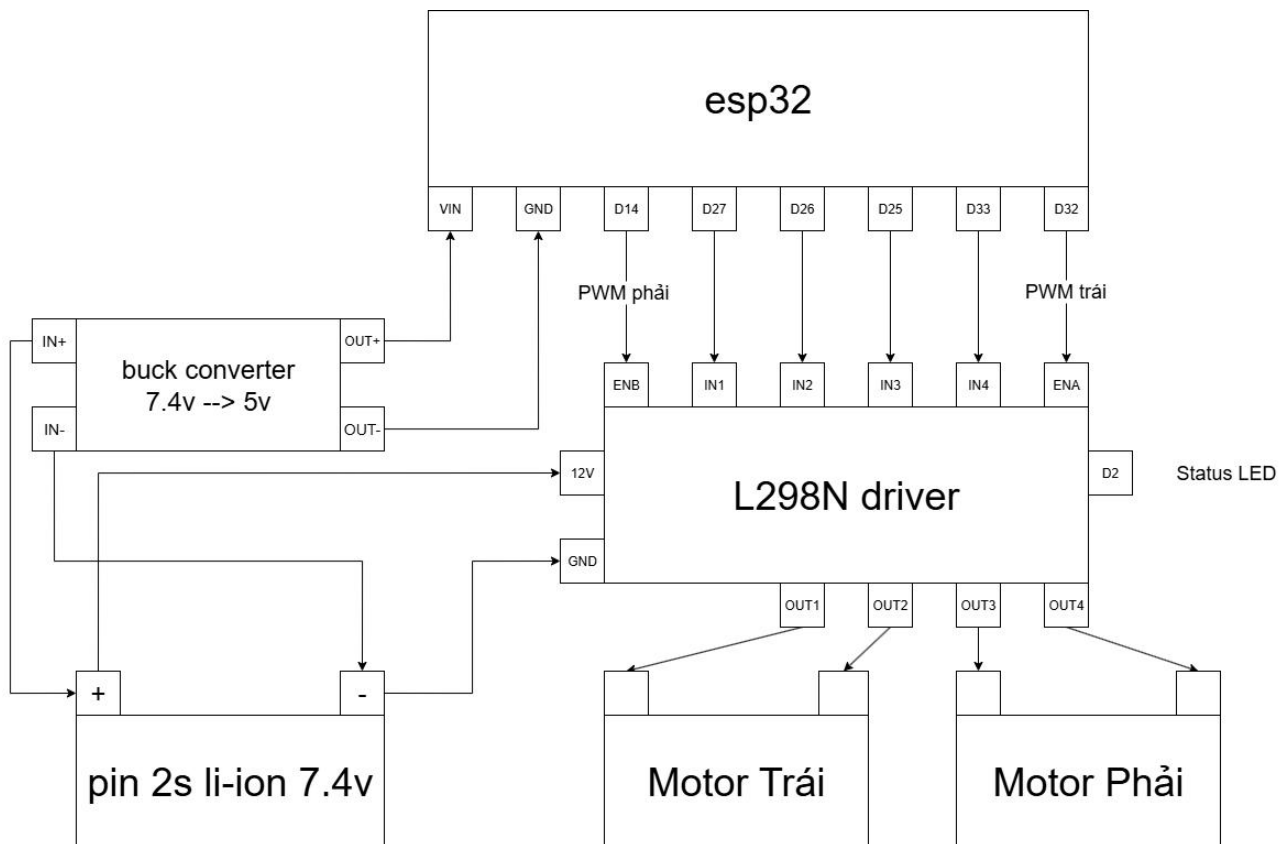 esp32
VIN
GND
D14
D27
D26
D25
D33
D32
PWM phải
PWM trái
IN+
OUT+
buck converter
7.4v --> 5v
IN-
OUT-
ENB
IN1
IN2
IN3
IN4
ENA
12V
L298N driver
D2
Status LED
GND
OUT1
OUT2
OUT3
OUT4
+
-
pin 2s li-ion 7.4v
Motor Trái
Motor Phải